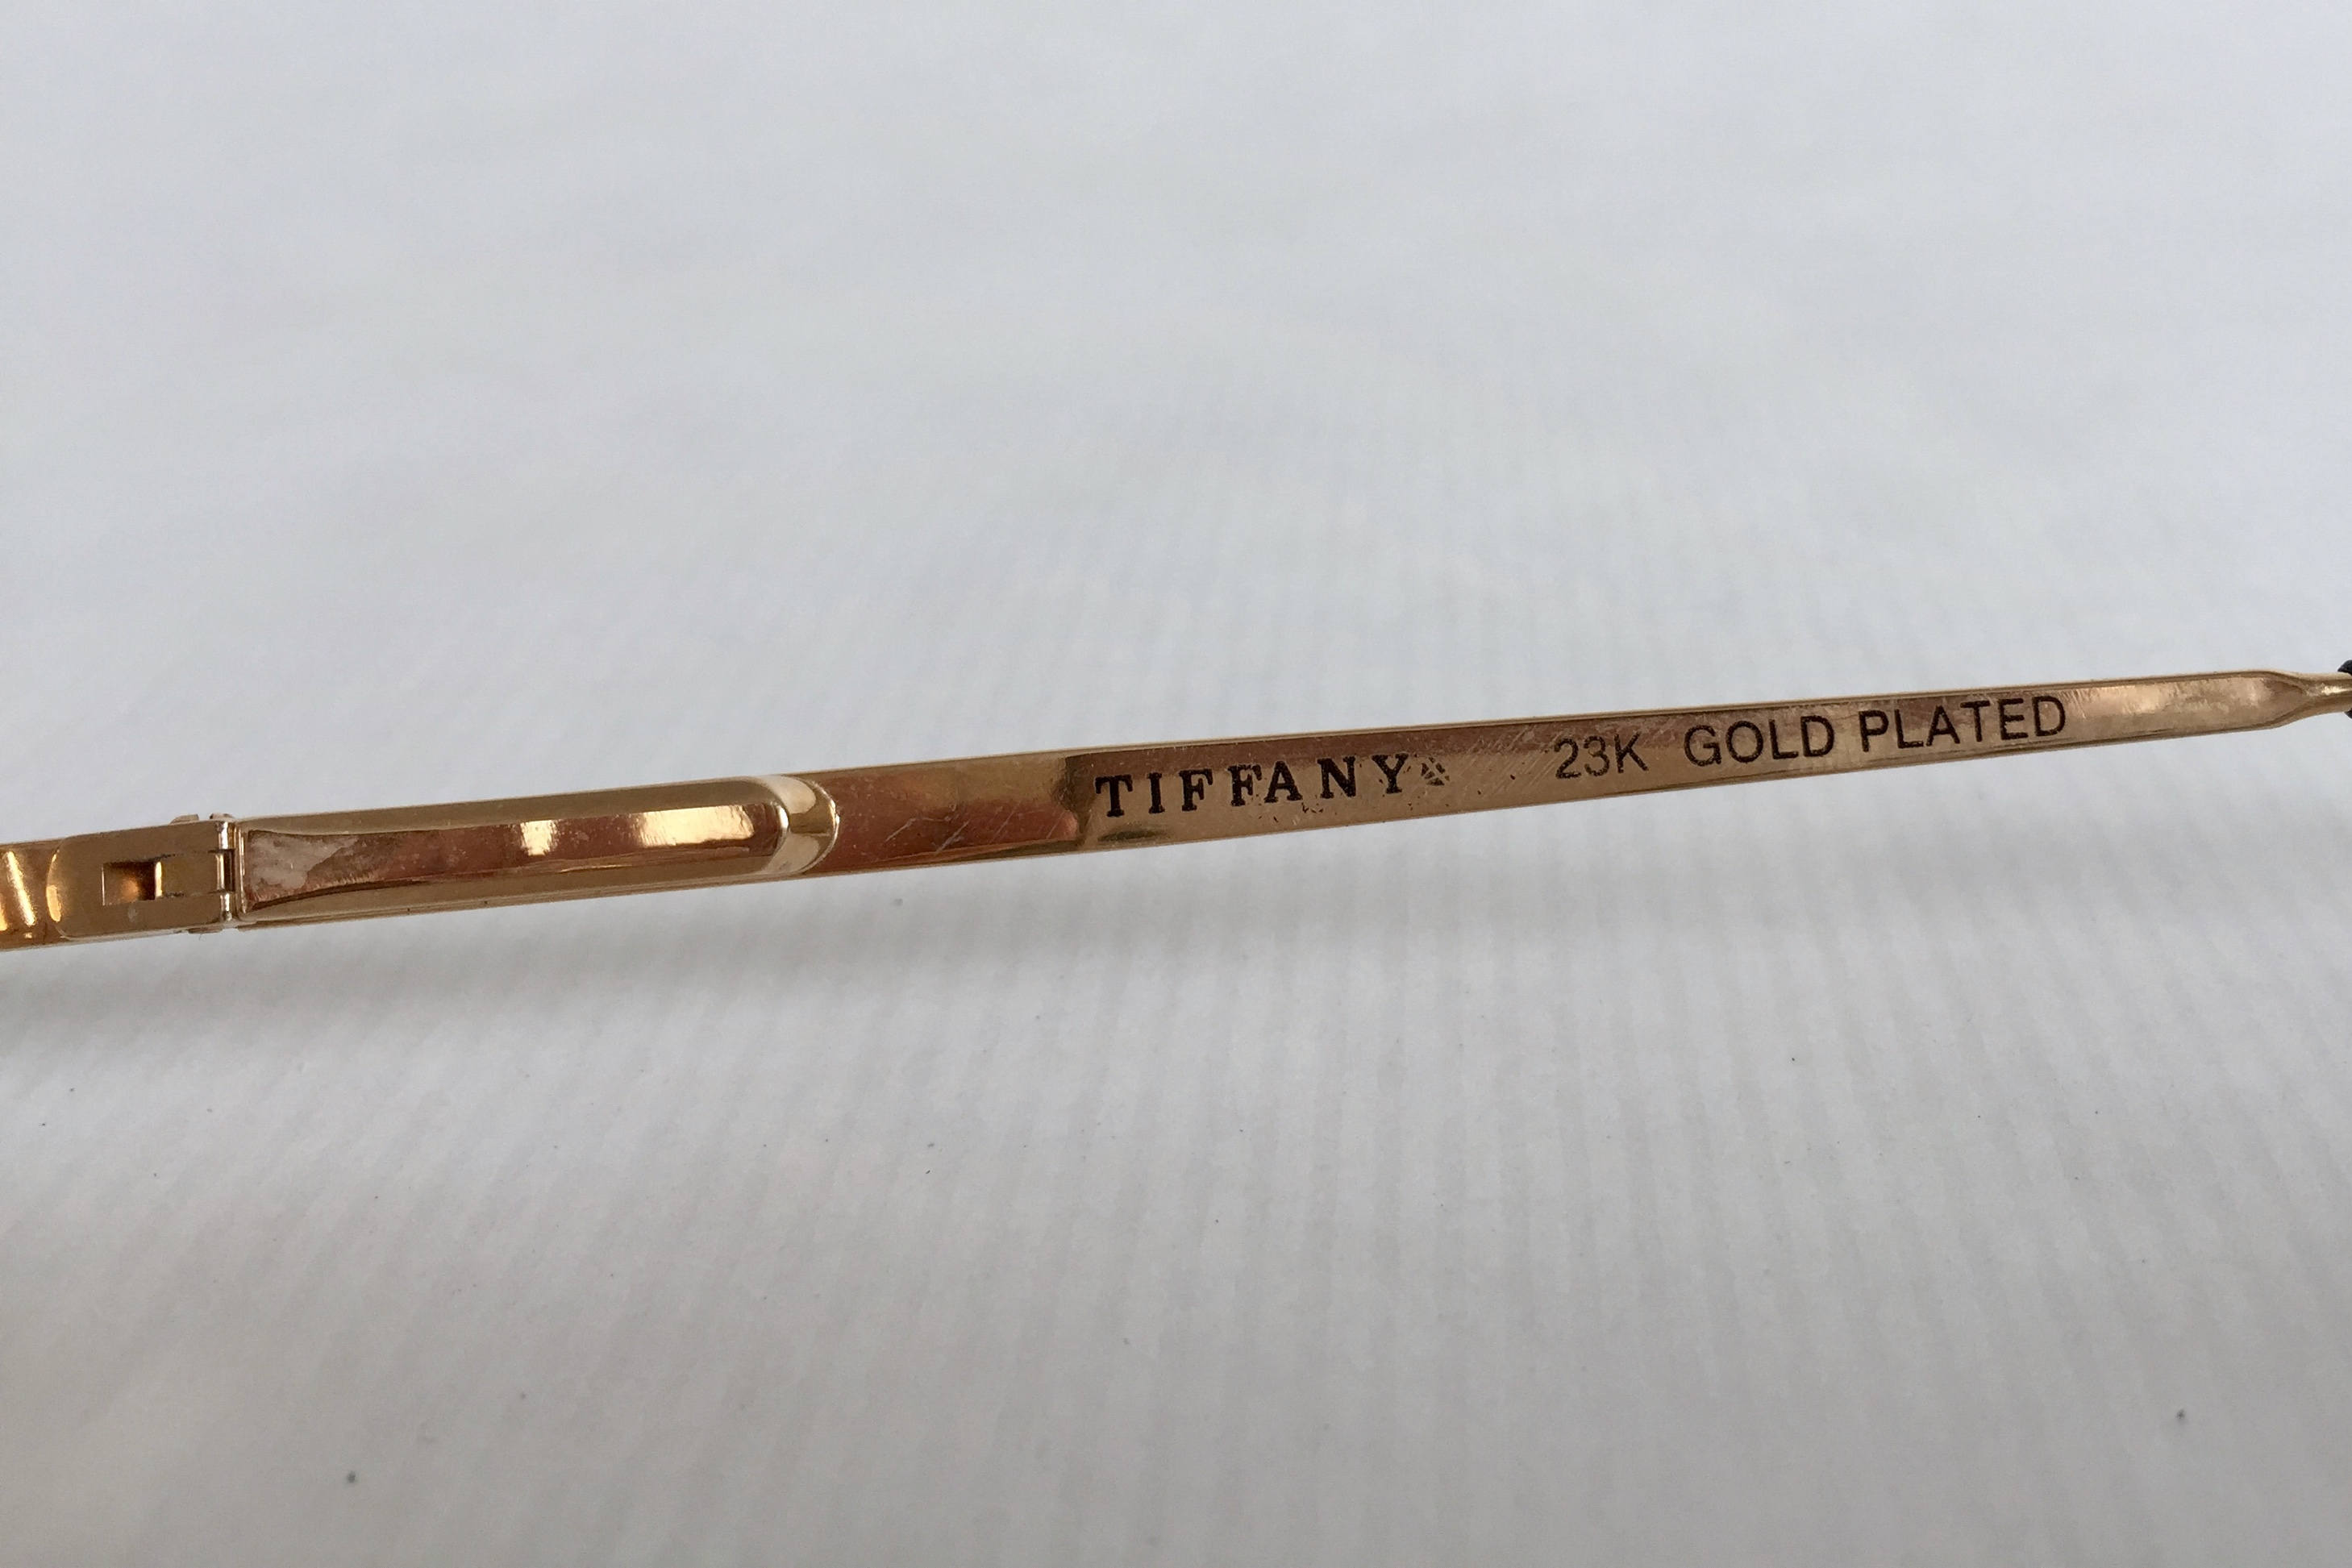 TIFFANY 23K GOLD PLATED